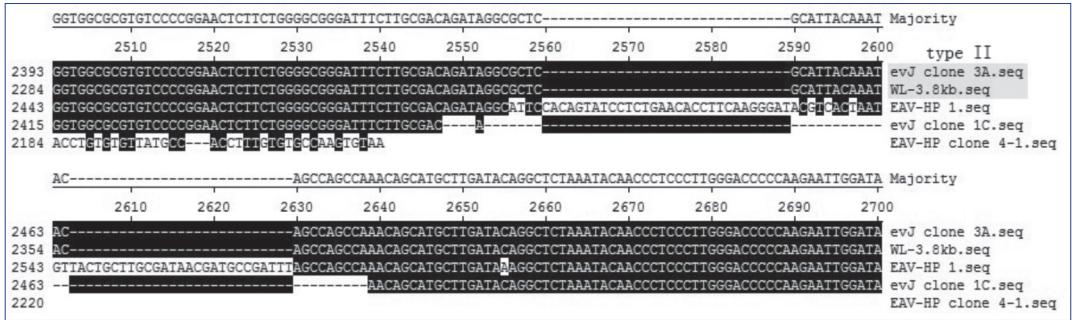 GGTGGCGCGTGTCCCCGGAACTCTTCTGGGGCGGGATTTCTTGCGACAGATAGGCGCTC------------------------------GCATTACAAAT Majority
2510 2520 2530 2540 2550 2560 2570 2580 2590 2600
type II
2393 GGTGGCGCGTGTCCCCGGAACTCTTCTGGGGCGGGATTTCTTGCGACAGATAGGCGCTC------------------------------GCATTACAAAT evJ clone 3A.seq
2284 GGTGGCGCGTGTCCCCGGAACTCTTCTGGGGCGGGATTTCTTGCGACAGATAGGCGCTC------------------------------GCATTACAAAT WL-3.8kb.seq
2443 GGTGGCGCGTGTCCCCGGAACTCTTCTGGGGCGGGATTTCTTGCGACAGATAGGCATTCCACAGTATCCTCTGAACACCTTCAAGGGATACGTCACTAAT EAV-HP 1.seq
2415 GGTGGCGCGTGTCCCCGGAACTCTTCTGGGGCGGGATTTCTTGCGAC----A------------------------------------------------ evJ clone 1C.seq
2184 ACCTGTGTGTTATGCC---ACCTTTGTGTGCCAAGTGTAA EAV-HP clone 4-1.seq
AC---------------------------AGCCAGCCAAACAGCATGCTTGATACAGGCTCTAAATACAACCCTCCCTTGGGACCCCCAAGAATTGGATA Majority
2610 2620 2630 2640 2650 2660 2670 2680 2690 2700
2463 AC---------------------------AGCCAGCCAAACAGCATGCTTGATACAGGCTCTAAATACAACCCTCCCTTGGGACCCCCAAGAATTGGATA evJ clone 3A.seq
2354 AC---------------------------AGCCAGCCAAACAGCATGCTTGATACAGGCTCTAAATACAACCCTCCCTTGGGACCCCCAAGAATTGGATA WL-3.8kb.seq
2543 GTTACTGCTTGCGATAACGATGCCGATTTAGCCAGCCAAACAGCATGCTTGATAAAGGCTCTAAATACAACCCTCCCTTGGGACCCCCAAGAATTGGATA EAV-HP 1.seq
2463 --------------------------------------AACAGCATGCTTGATACAGGCTCTAAATACAACCCTCCCTTGGGACCCCCAAGAATTGGATA evJ clone 1C.seq
2220 EAV-HP clone 4-1.seq